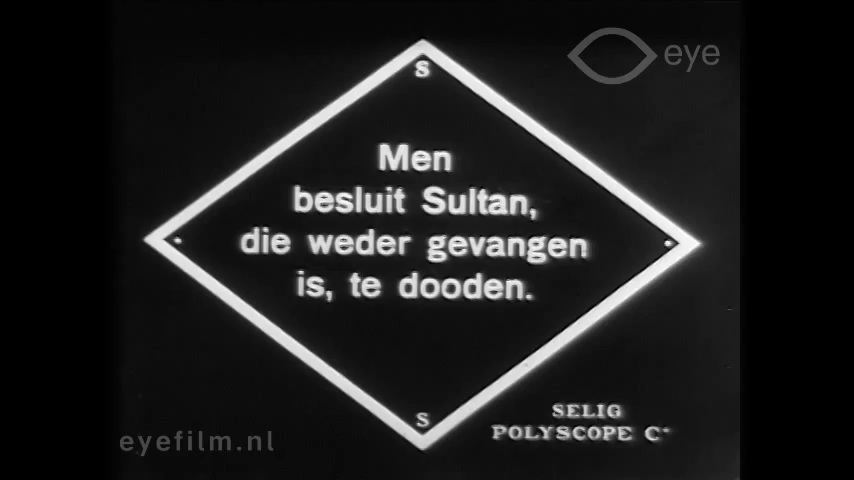 eye
S
Men
besluit Sultan,
die weder gevangen
is, te dooden.
S
SELIG
POLYSCOPE Cº
eyefilm.nl